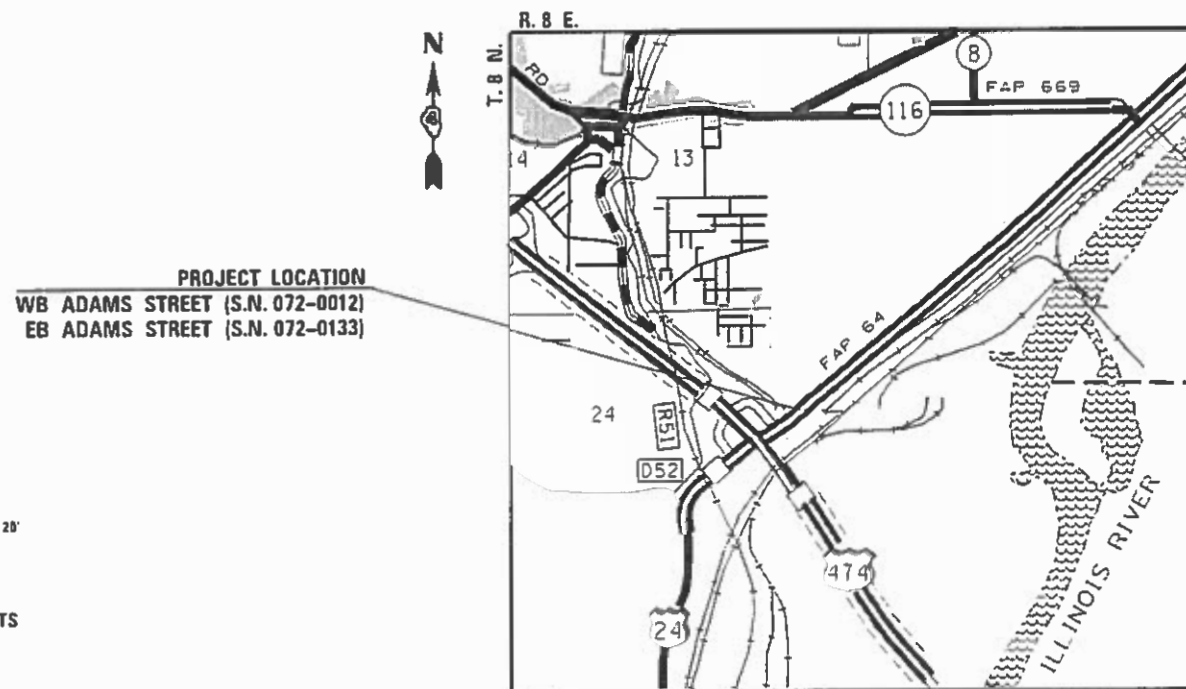 R. 8 E.
N
T. 8 N.
RD
8
FAP 669
116
4
13
PROJECT LOCATION
WB ADAMS STREET (S.N. 072-0012)
EB ADAMS STREET (S.N. 072-0133)
FAP 64
24
R51
D52
20'
474
ILLINOIS RIVER
TS
24